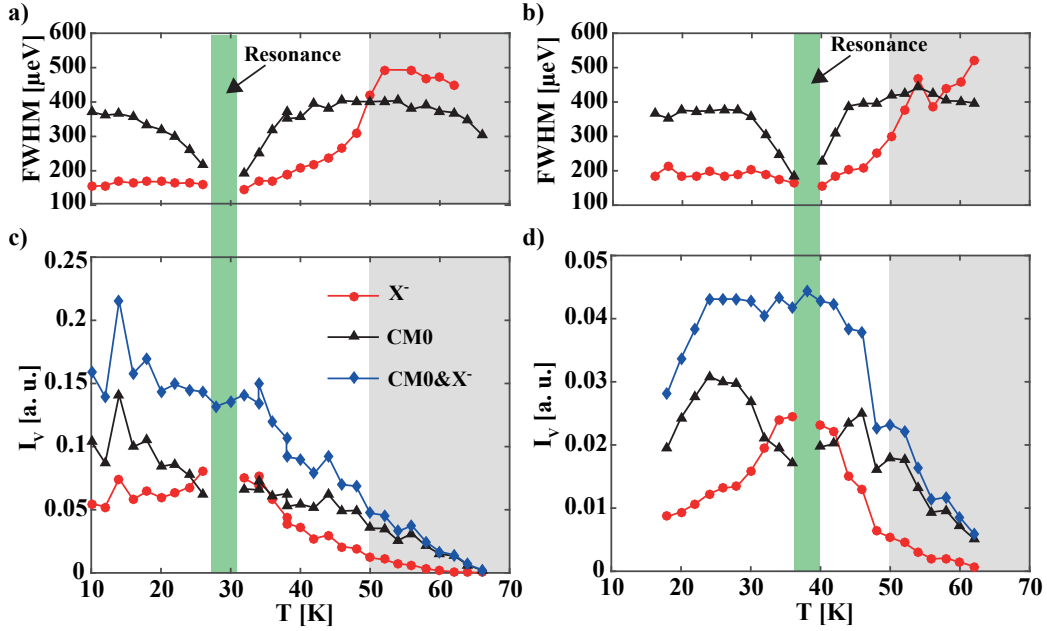 a)
b)
600
500
400
300
200
100
FWHM [μeV]
Resonance
600
500
400
300
200
100
FWHM [μeV]
Resonance
c)
d)
0.25
0.2
0.15
0.1
0.05
0
I_V [a. u.]
X⁻
CM0
CM0&X⁻
10 20 30 40 50 60 70
T [K]
0.05
0.04
0.03
0.02
0.01
0
I_V [a. u.]
10 20 30 40 50 60 70
T [K]